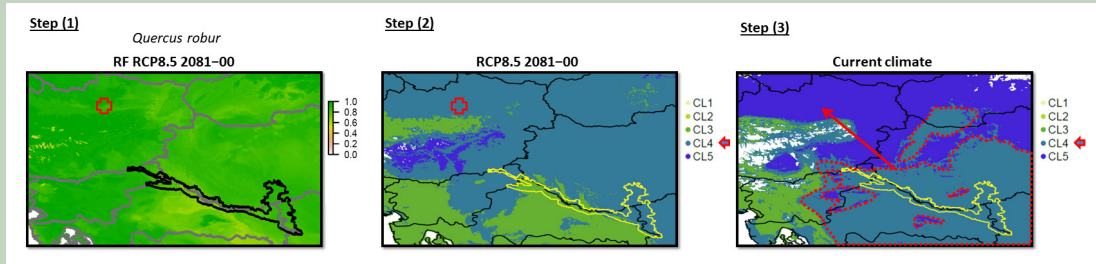 Step (1)
Quercus robur
RF RCP8.5 2081–00
1.0
0.8
0.6
0.4
0.2
0.0
Step (2)
RCP8.5 2081–00
CL1
CL2
CL3
CL4
CL5
Step (3)
Current climate
CL1
CL2
CL3
CL4
CL5